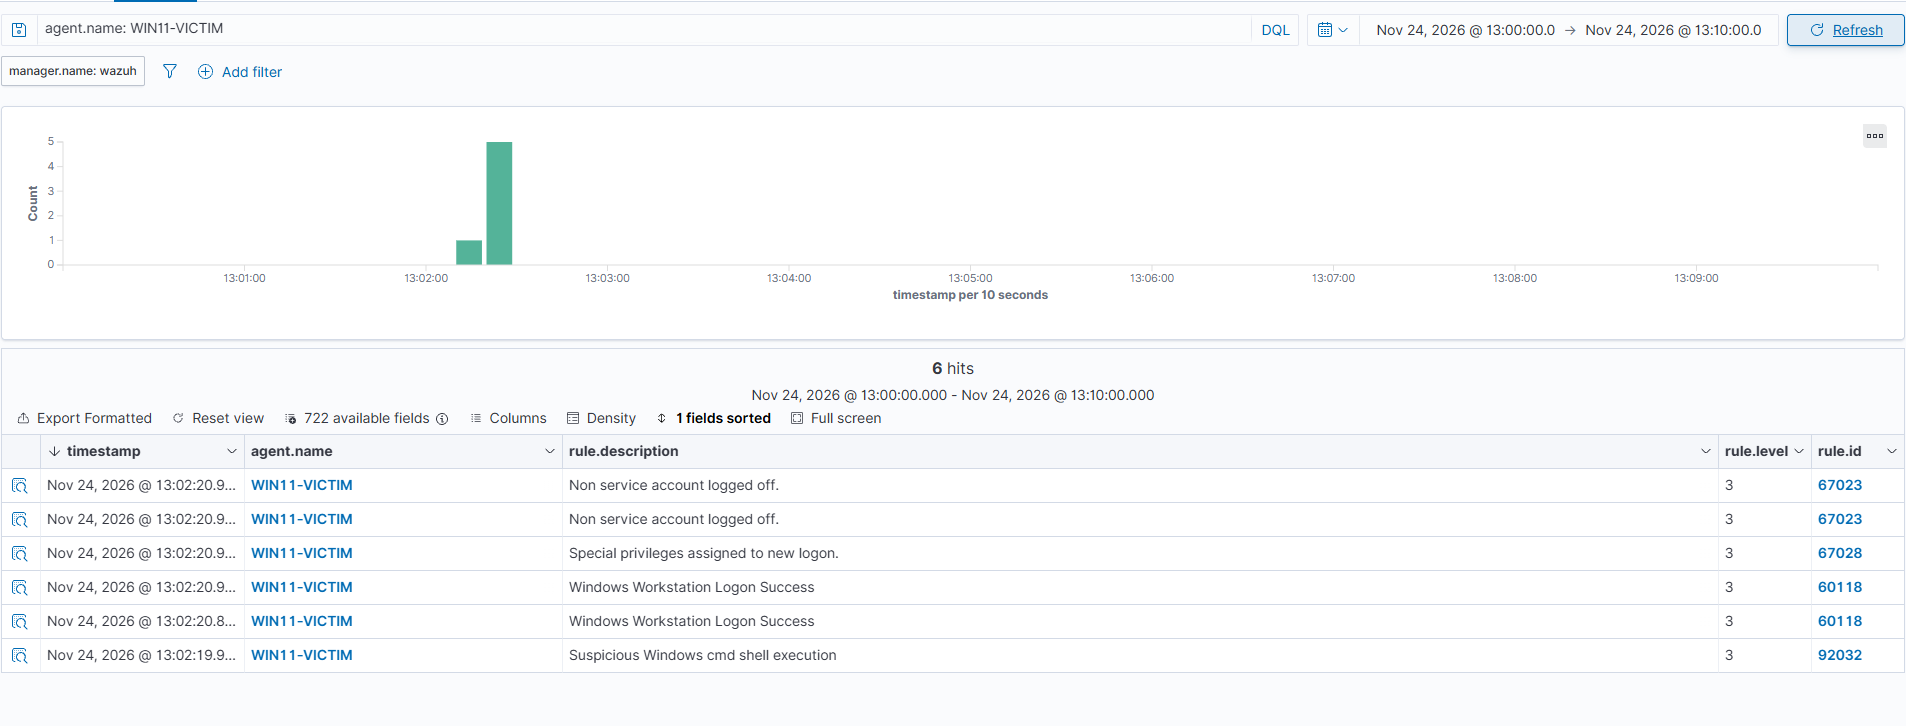 agent.name: WIN11-VICTIM DQL Nov 24, 2026 @ 13:00:00.0 → Nov 24, 2026 @ 13:10:00.0 Refresh
manager.name: wazuh Add filter
Count
5
4
3
2
1
0
13:01:00 13:02:00 13:03:00 13:04:00 13:05:00 13:06:00 13:07:00 13:08:00 13:09:00
timestamp per 10 seconds
6 hits
Nov 24, 2026 @ 13:00:00.000 - Nov 24, 2026 @ 13:10:00.000
Export Formatted Reset view 722 available fields Columns Density 1 fields sorted Full screen
timestamp agent.name rule.description rule.level rule.id
Nov 24, 2026 @ 13:02:20.9... WIN11-VICTIM Non service account logged off. 3 67023
Nov 24, 2026 @ 13:02:20.9... WIN11-VICTIM Non service account logged off. 3 67023
Nov 24, 2026 @ 13:02:20.9... WIN11-VICTIM Special privileges assigned to new logon. 3 67028
Nov 24, 2026 @ 13:02:20.9... WIN11-VICTIM Windows Workstation Logon Success 3 60118
Nov 24, 2026 @ 13:02:20.8... WIN11-VICTIM Windows Workstation Logon Success 3 60118
Nov 24, 2026 @ 13:02:19.9... WIN11-VICTIM Suspicious Windows cmd shell execution 3 92032